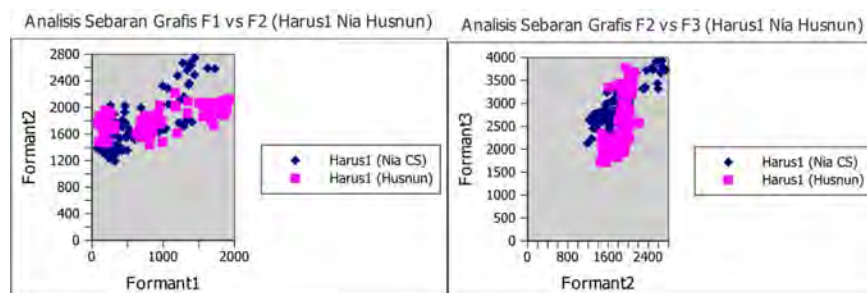 Analisis Sebaran Grafis F1 vs F2 (Harus1 Nia Husnun)
2800
2400
2000
1600
1200
800
400
0
0
1000
2000
Formant2
Formant1
Harus1 (Nia CS)
Harus1 (Husnun)
Analisis Sebaran Grafis F2 vs F3 (Harus1 Nia Husnun)
4000
3500
3000
2500
2000
1500
1000
500
0
0
800
1600
2400
Formant3
Formant2
Harus1 (Nia CS)
Harus1 (Husnun)